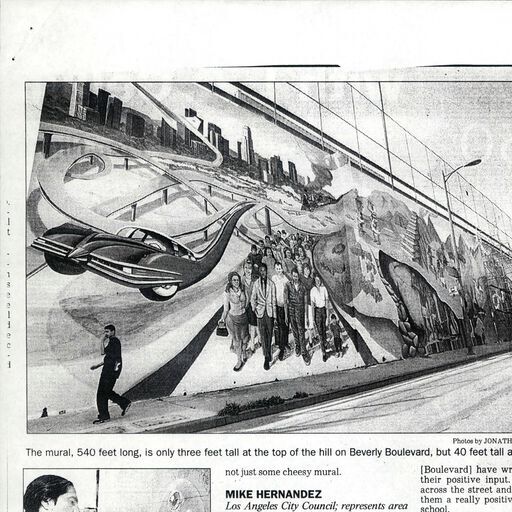 Photos by JONATH
The mural, 540 feet long, is only three feet tall at the top of the hill on Beverly Boulevard, but 40 feet tall a
not just some cheesy mural.
MIKE HERNANDEZ
Los Angeles City Council; represents area
[Boulevard] have wr
their positive input.
across the street and
them a really positiv
school.